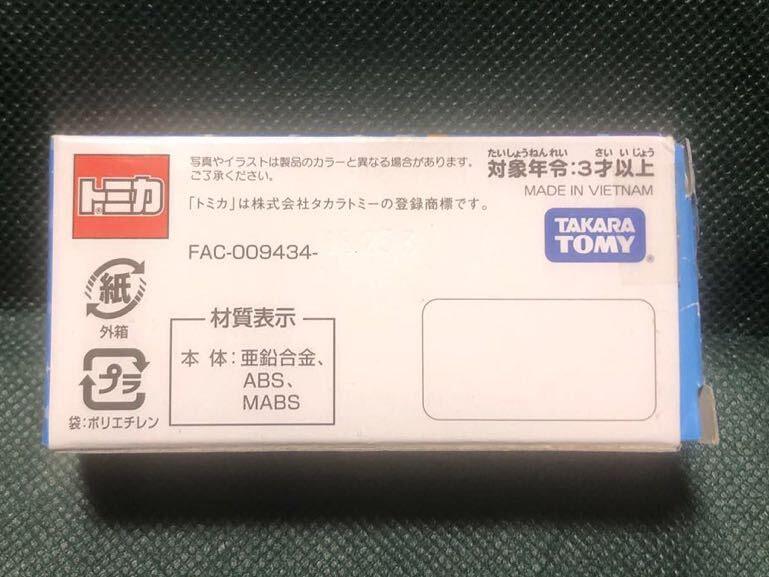 トミカ
写真やイラストは製品のカラーと異なる場合があります。
ご了承ください。
「トミカ」は株式会社タカラトミーの登録商標です。
FAC-009434-
たいしょうねんれい さい いじょう
対象年令:3才以上
MADE IN VIETNAM
TAKARA
TOMY®
紙
外箱
プラ
袋:ポリエチレン
材質表示
本 体:亜鉛合金、
ABS、
MABS